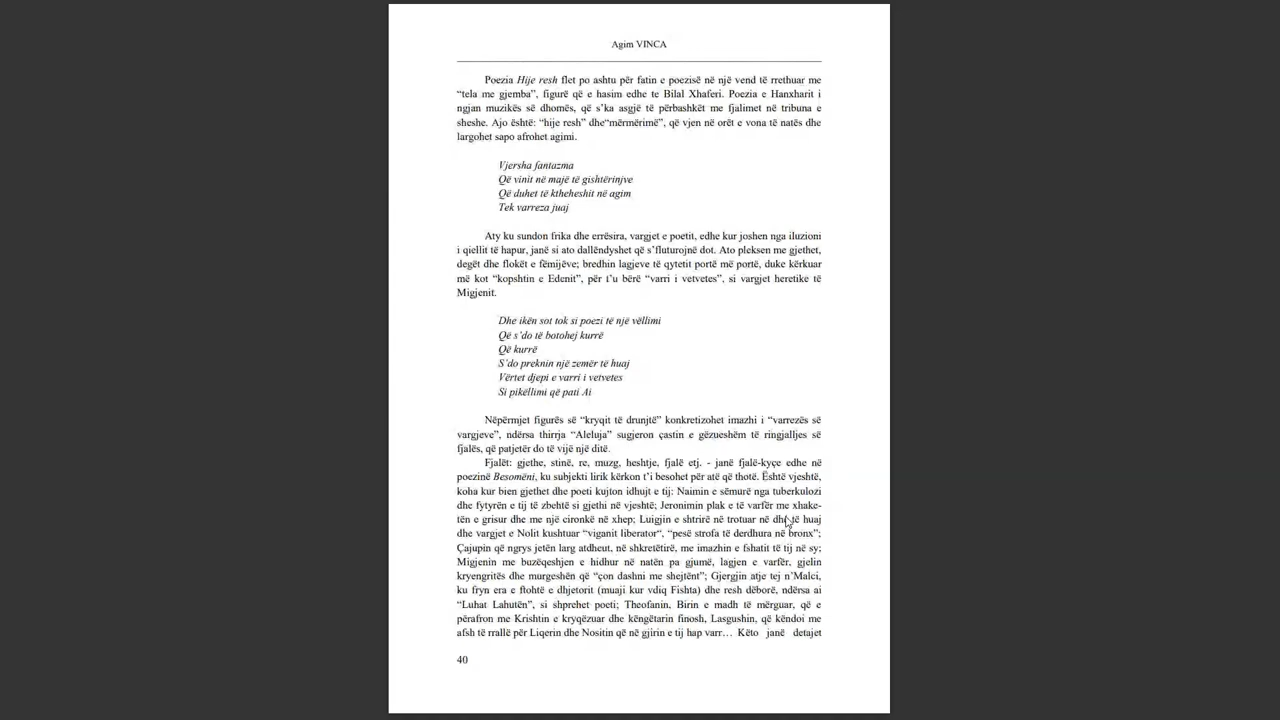 Agim VINCA
Poezia Hije resh flet po ashtu për fatin e poezisë në një vend të rrethuar me
“tela me gjemba”, figurë që e hasim edhe te Bilal Xhaferi. Poezia e Hanxharit i
ngjan muzikës së dhomës, që s’ka asgjë të përbashkët me fjalimet në tribuna e
sheshe. Ajo është: “hije resh” dhe“mërmërimë”, që vjen në orët e vona të natës dhe
largohet sapo afrohet agimi.
Vjersha fantazma
Që vinit në majë të gishtërinjve
Që duhet të ktheheshit në agim
Tek varreza juaj
Aty ku sundon frika dhe errësira, vargjet e poetit, edhe kur joshen nga iluzioni
i qiellit të hapur, janë si ato dallëndyshet që s’fluturojnë dot. Ato pleksen me gjethet,
degët dhe flokët e fëmijëve; bredhin lagjeve të qytetit portë më portë, duke kërkuar
më kot “kopshtin e Edenit”, për t’u bërë “varri i vetvetes”, si vargjet heretike të
Migjenit.
Dhe ikën sot tok si poezi të një vëllimi
Që s’do të botohej kurrë
Që kurrë
S’do preknin një zemër të huaj
Vërtet djepi e varri i vetvetes
Si pikëllimi që pati Ai
Nëpërmjet figurës së “kryqit të drunjtë” konkretizohet imazhi i “varrezës së
vargjeve”, ndërsa thirrja “Aleluja” sugjeron çastin e gëzueshëm të ringjalljes së
fjalës, që patjetër do të vijë një ditë.
Fjalët: gjethe, stinë, re, muzg, heshtje, fjalë etj. - janë fjalë-kyçe edhe në
poezinë Besomëni, ku subjekti lirik kërkon t’i besohet për atë që thotë. Është vjeshtë,
koha kur bien gjethet dhe poeti kujton idhujt e tij: Naimin e sëmurë nga tuberkulozi
dhe fytyrën e tij të zbehtë si gjethi në vjeshtë; Jeronimin plak e të varfër me xhake-
tën e grisur dhe me një cironkë në xhep; Luigjin e shtrirë në trotuar në dhe të huaj
dhe vargjet e Nolit kushtuar “viganit liberator“, “pesë strofa të derdhura në bronx”;
Çajupin që ngrys jetën larg atdheut, në shkretëtirë, me imazhin e fshatit të tij në sy;
Migjenin me buzëqeshjen e hidhur në natën pa gjumë, lagjen e varfër, gjelin
kryengritës dhe murgeshën që “çon dashni me shejtënt”; Gjergjin atje tej n’Malci,
ku fryn era e ftohtë e dhjetorit (muaji kur vdiq Fishta) dhe resh dëborë, ndërsa ai
“Luhat Lahutën”, si shprehet poeti; Theofanin, Birin e madh të mërguar, që e
përafron me Krishtin e kryqëzuar dhe këngëtarin finosh, Lasgushin, që këndoi me
afsh të rrallë për Liqerin dhe Nositin që në gjirin e tij hap varr… Këto janë detajet
40